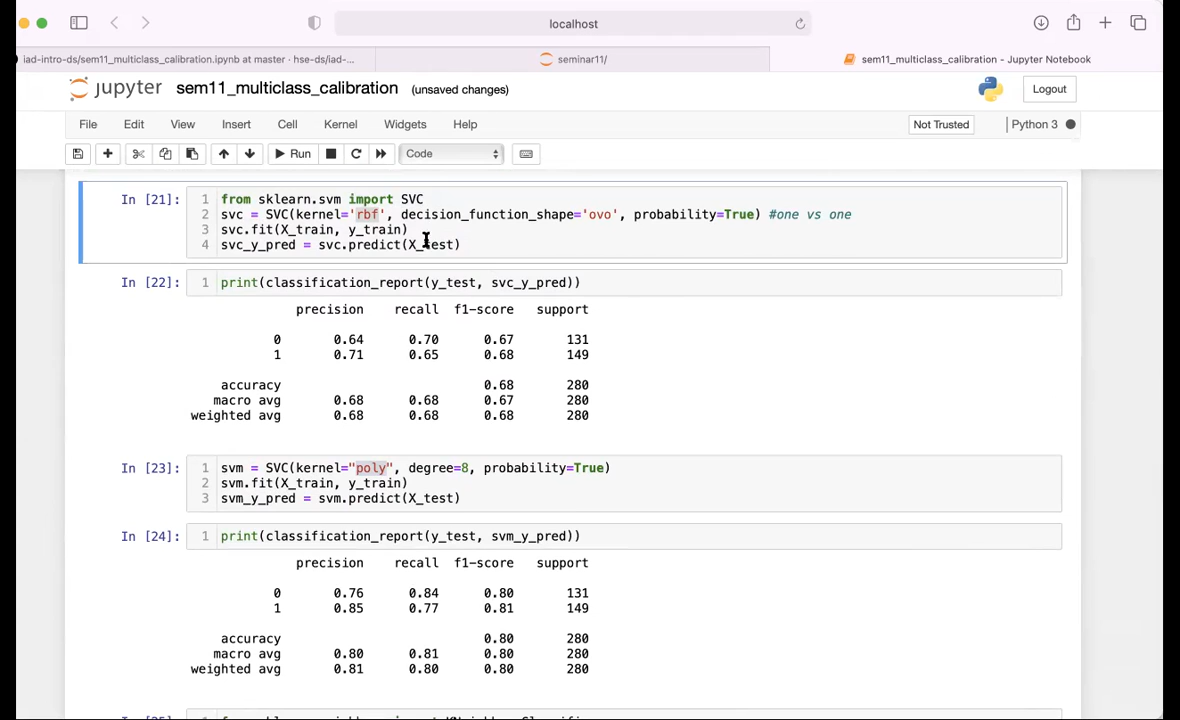 localhost
iad-intro-ds/sem11_multiclass_calibration.ipynb at master · hse-ds/iad-...
seminar11/
sem11_multiclass_calibration - Jupyter Notebook
jupyter sem11_multiclass_calibration (unsaved changes)
Logout
File Edit View Insert Cell Kernel Widgets Help
Not Trusted
Python 3
Run
Code
In [21]:
1 from sklearn.svm import SVC
2 svc = SVC(kernel='rbf', decision_function_shape='ovo', probability=True) #one vs one
3 svc.fit(X_train, y_train)
4 svc_y_pred = svc.predict(X_test)
In [22]:
1 print(classification_report(y_test, svc_y_pred))
precision recall f1-score support
0 0.64 0.70 0.67 131
1 0.71 0.65 0.68 149
accuracy 0.68 280
macro avg 0.68 0.68 0.67 280
weighted avg 0.68 0.68 0.68 280
In [23]:
1 svm = SVC(kernel="poly", degree=8, probability=True)
2 svm.fit(X_train, y_train)
3 svm_y_pred = svm.predict(X_test)
In [24]:
1 print(classification_report(y_test, svm_y_pred))
precision recall f1-score support
0 0.76 0.84 0.80 131
1 0.85 0.77 0.81 149
accuracy 0.80 280
macro avg 0.80 0.81 0.80 280
weighted avg 0.81 0.80 0.80 280